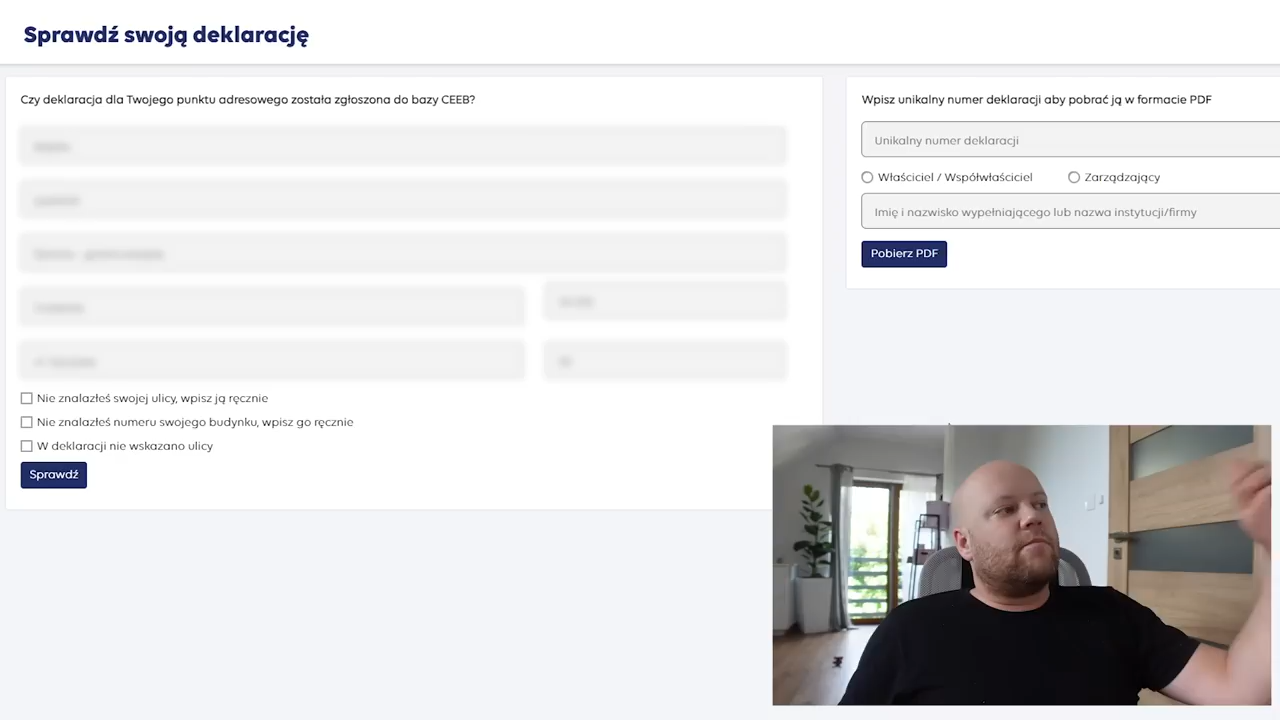 Sprawdź swoją deklarację
Czy deklaracja dla Twojego punktu adresowego została zgłoszona do bazy CEEB?
Nie znalazłeś swojej ulicy, wpisz ją ręcznie
Nie znalazłeś numeru swojego budynku, wpisz go ręcznie
W deklaracji nie wskazano ulicy
Sprawdź
Wpisz unikalny numer deklaracji aby pobrać ją w formacie PDF
Unikalny numer deklaracji
Właściciel / Współwłaściciel
Zarządzający
Imię i nazwisko wypełniającego lub nazwa instytucji/firmy
Pobierz PDF